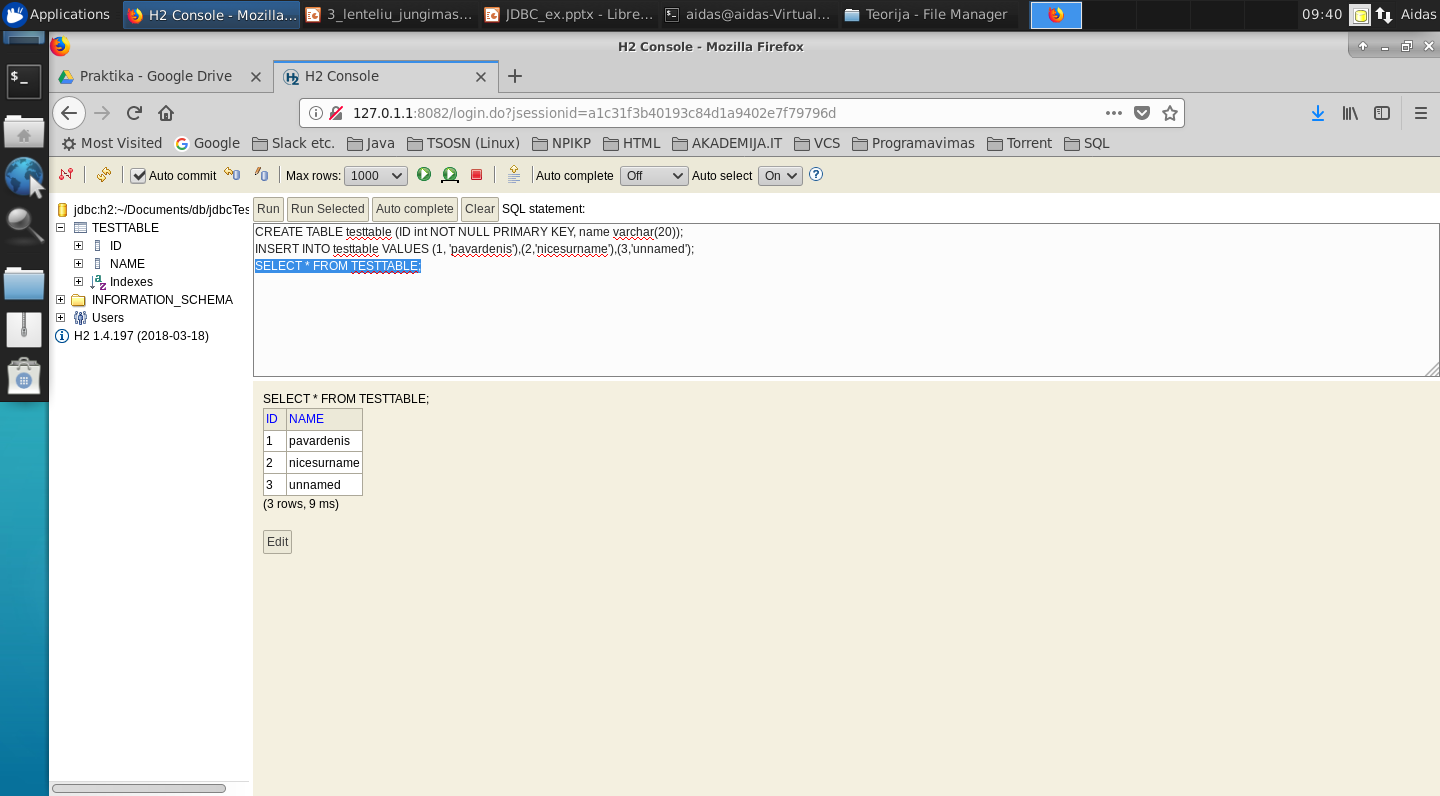 Applications H2 Console - Mozilla... 3_lenteliu_jungimas... JDBC_ex.pptx - Libre... aidas@aidas-Virtual... Teorija - File Manager 09:40 Aidas
H2 Console - Mozilla Firefox
Praktika - Google Drive H2 Console
127.0.1.1:8082/login.do?jsessionid=a1c31f3b40193c84d1a9402e7f79796d
Most Visited Google Slack etc. Java TSOSN (Linux) NPIKP HTML AKADEMIJA.IT VCS Programavimas Torrent SQL
Auto commit Max rows: 1000 Auto complete Off Auto select On
jdbc:h2:~/Documents/db/jdbcTes
TESTTABLE
ID
NAME
Indexes
INFORMATION_SCHEMA
Users
H2 1.4.197 (2018-03-18)
Run Run Selected Auto complete Clear SQL statement:
CREATE TABLE testtable (ID int NOT NULL PRIMARY KEY, name varchar(20));
INSERT INTO testtable VALUES (1, 'pavardenis'),(2,'nicesurname'),(3,'unnamed');
SELECT * FROM TESTTABLE;
SELECT * FROM TESTTABLE;
ID NAME
1 pavardenis
2 nicesurname
3 unnamed
(3 rows, 9 ms)
Edit